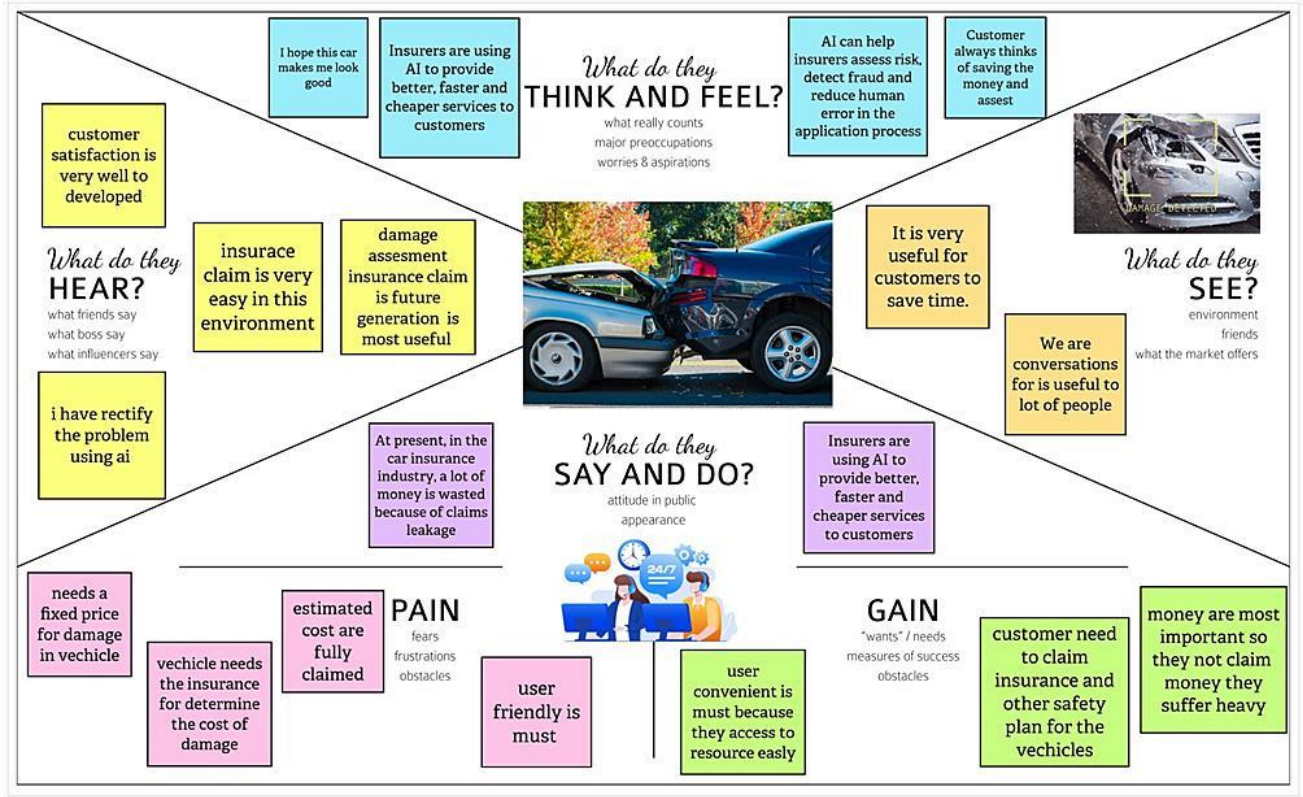 What do they
THINK AND FEEL?
what really counts
major preoccupations
worries & aspirations
I hope this car
makes me look
good
Insurers are using
AI to provide
better, faster and
cheaper services to
customers
AI can help
insurers assess risk,
detect fraud and
reduce human
error in the
application process
Customer
always thinks
of saving the
money and
assest
customer
satisfaction is
very well to
developed
What do they
HEAR?
what friends say
what boss say
what influencers say
insurace
claim is very
easy in this
environment
damage
assesment
insurance claim
is future
generation is
most useful
i have rectify
the problem
using ai
DAMAGE DETECTED
What do they
SEE?
environment
friends
what the market offers
It is very
useful for
customers to
save time.
We are
conversations
for is useful to
lot of people
What do they
SAY AND DO?
attitude in public
appearance
At present, in the
car insurance
industry, a lot of
money is wasted
because of claims
leakage
Insurers are
using AI to
provide better,
faster and
cheaper services
to customers
24/7
PAIN
fears
frustrations
obstacles
needs a
fixed price
for damage
in vechicle
vechicle needs
the insurance
for determine
the cost of
damage
estimated
cost are
fully
claimed
user
friendly is
must
GAIN
"wants" / needs
measures of success
obstacles
user
convenient is
must because
they access to
resource easly
customer need
to claim
insurance and
other safety
plan for the
vechicles
money are most
important so
they not claim
money they
suffer heavy